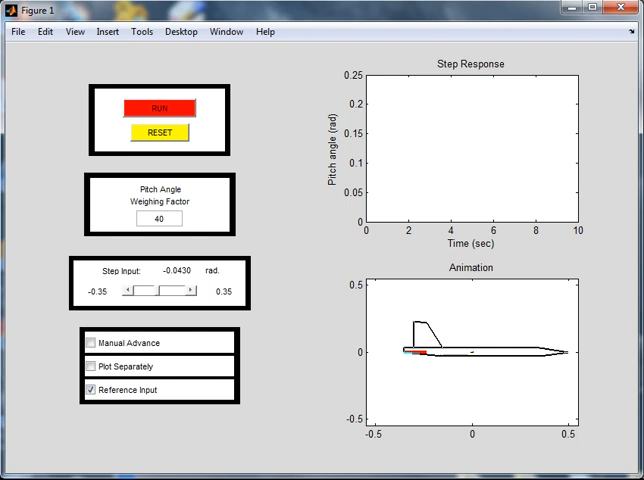 Figure 1
File Edit View Insert Tools Desktop Window Help
RUN
RESET
Pitch Angle
Weighing Factor
40
Step Input: -0.0430 rad.
-0.35 0.35
Manual Advance
Plot Separately
Reference Input
Step Response
0.25
0.2
0.15
0.1
0.05
0
Pitch angle (rad)
0 2 4 6 8 10
Time (sec)
Animation
0.5
0
-0.5
-0.5 0 0.5